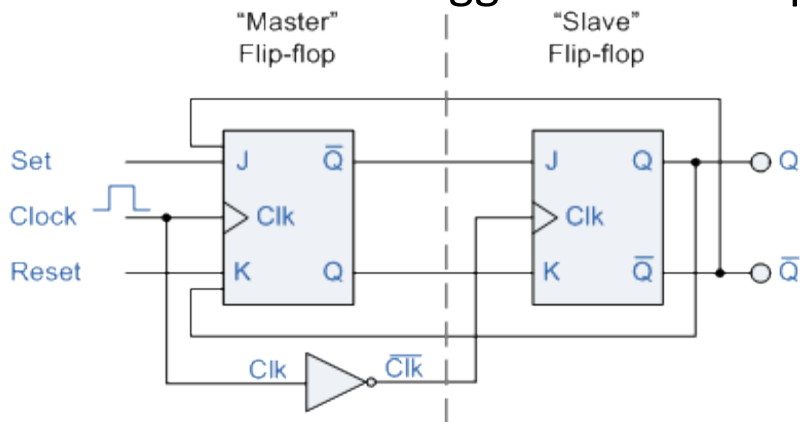 "Master"
Flip-flop
"Slave"
Flip-flop
Set
J
Q̅
J
Q
Q
Clock
Clk
Clk
Reset
K
Q
K
Q̅
Q̅
Clk
C̅l̅k̅